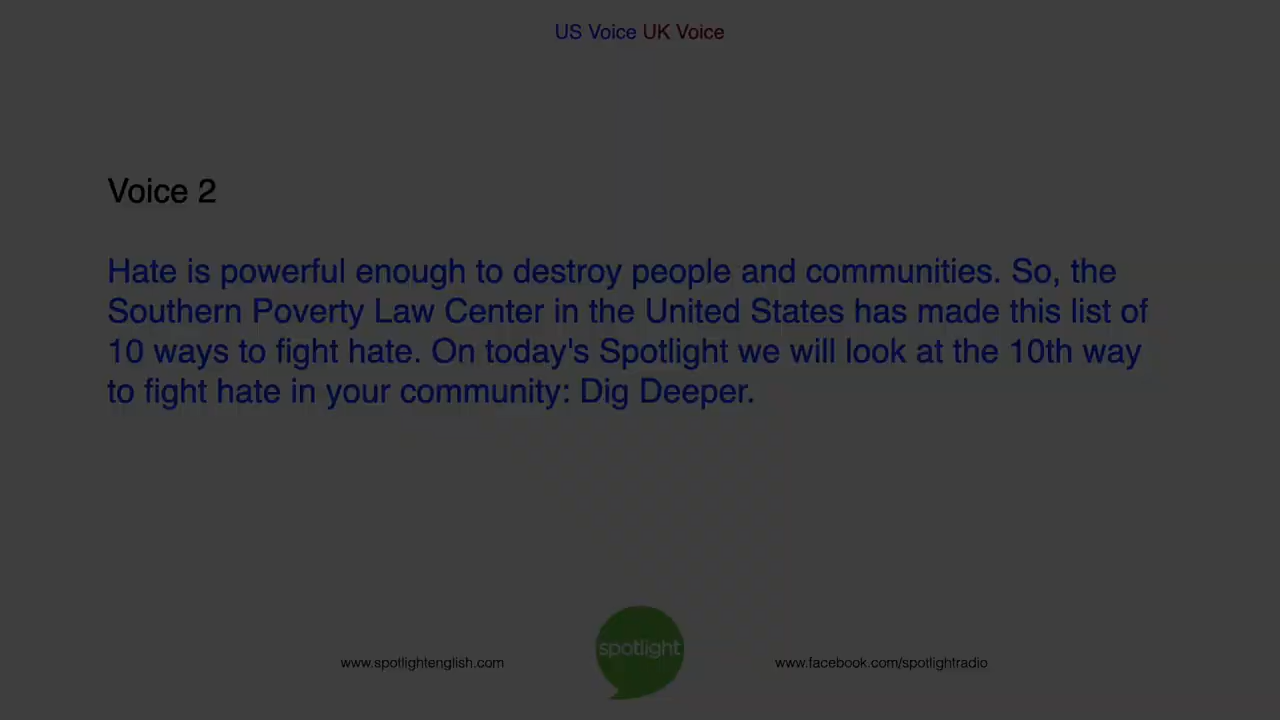 US Voice UK Voice
Voice 2
Hate is powerful enough to destroy people and communities. So, the
Southern Poverty Law Center in the United States has made this list of
10 ways to fight hate. On today's Spotlight we will look at the 10th way
to fight hate in your community: Dig Deeper.
spotlight
www.spotlightenglish.com
www.facebook.com/spotlightradio